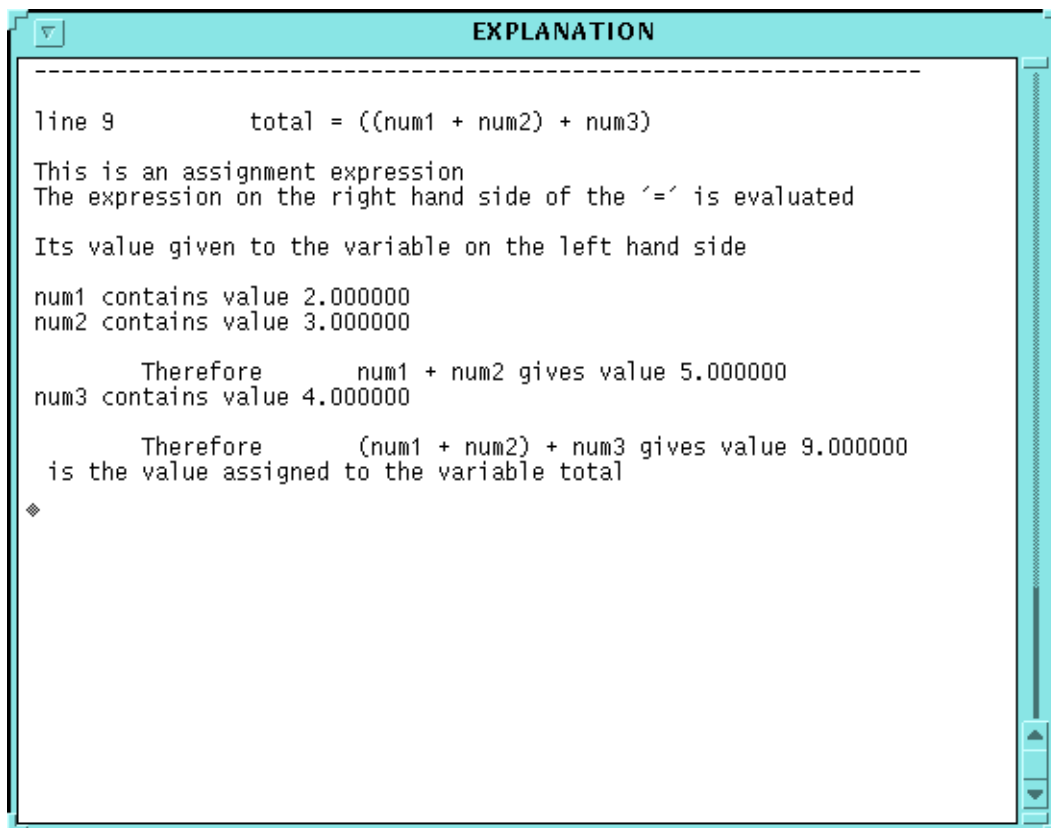 EXPLANATION
-------------------------------------------------------------------
line 9          total = ((num1 + num2) + num3)
This is an assignment expression
The expression on the right hand side of the ´=´ is evaluated
Its value given to the variable on the left hand side
num1 contains value 2.000000
num2 contains value 3.000000
Therefore       num1 + num2 gives value 5.000000
num3 contains value 4.000000
Therefore       (num1 + num2) + num3 gives value 9.000000
is the value assigned to the variable total